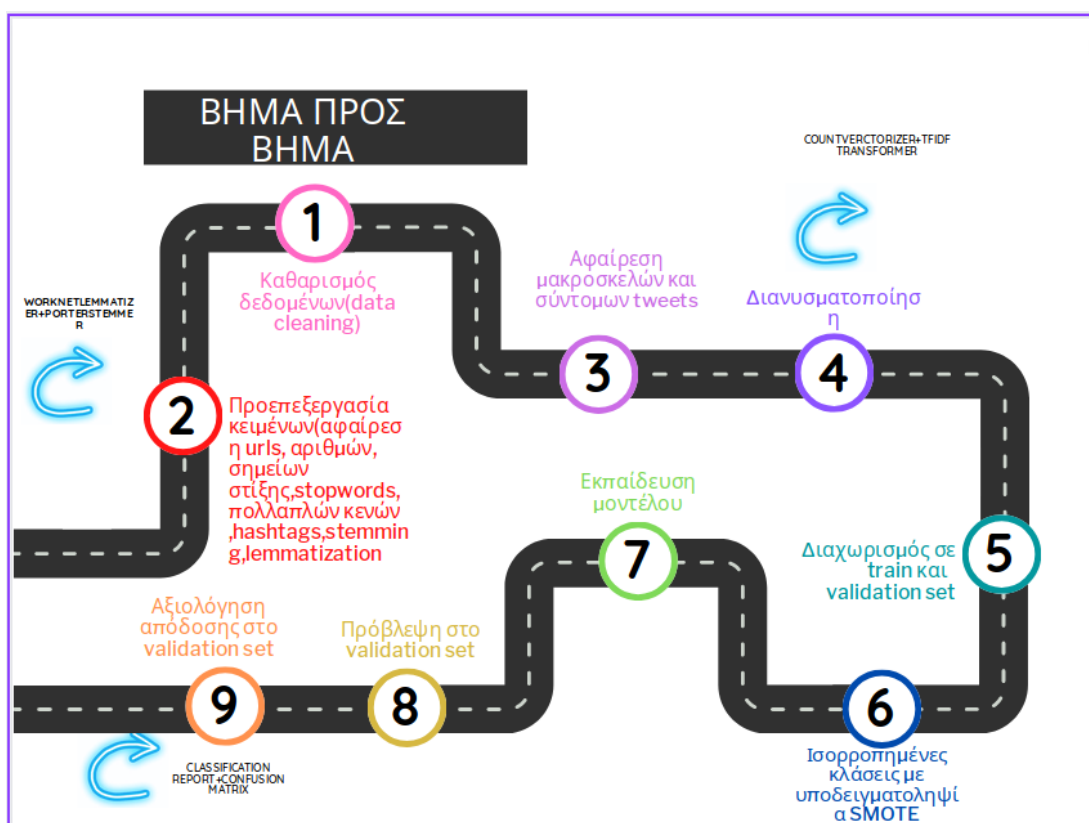 ΒΗΜΑ ΠΡΟΣ
ΒΗΜΑ
1
Καθαρισμός
δεδομένων(data
cleaning)
WORKNETLEMMATIZ
ER+PORTERSTEMME
R
2
Προεπεξεργασία
κειμένων(αφαίρεσ
η urls, αριθμών,
σημείων
στίξης,stopwords,
πολλαπλών κενών
,hashtags,stemmin
g,lemmatization
Αφαίρεση
μακροσκελών και
σύντομων tweets
3
COUNTVERCTORIZER+TFIDF
TRANSFORMER
Διανυσματοποίησ
η
4
Διαχωρισμός σε
train και
validation set
5
6
Ισορροπημένες
κλάσεις με
υποδειγματοληψί
α SMOTE
Εκπαίδευση
μοντέλου
7
Πρόβλεψη στο
validation set
8
Αξιολόγηση
απόδοσης στο
validation set
9
CLASSIFICATION
REPORT+CONFUSION
MATRIX